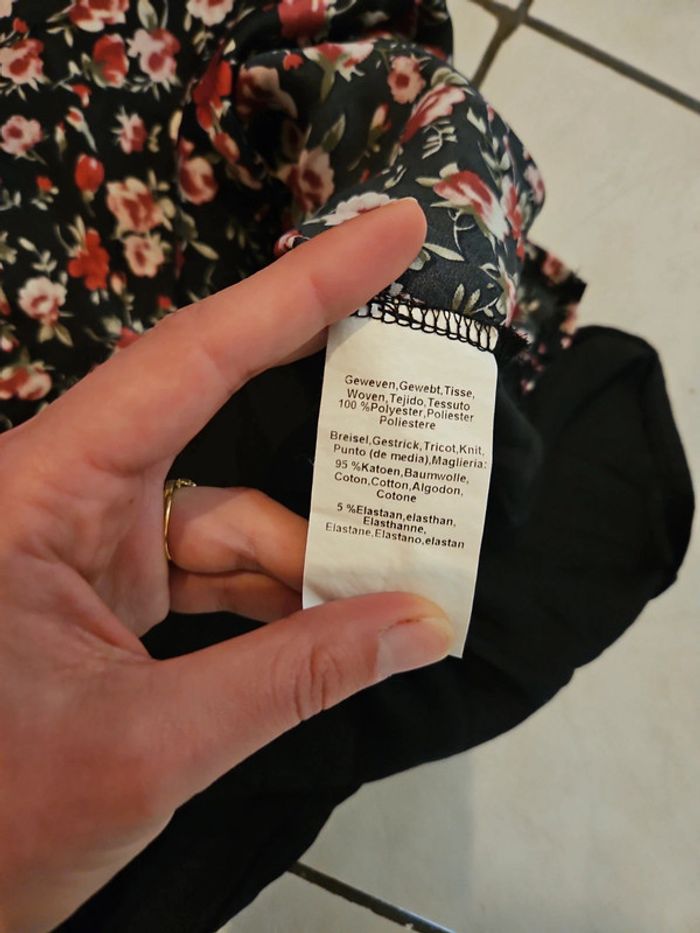 Geweven,Gewebt,Tisse,
Woven,Tejido,Tessuto
100 %Polyester,Poliester
Poliestere
Breisel,Gestrick,Tricot,Knit,
Punto (de media),Maglieria:
95 %Katoen,Baumwolle,
Coton,Cotton,Algodon,
Cotone
5 %Elastaan,elasthan,
Elasthanne,
Elastane,Elastano,elastan